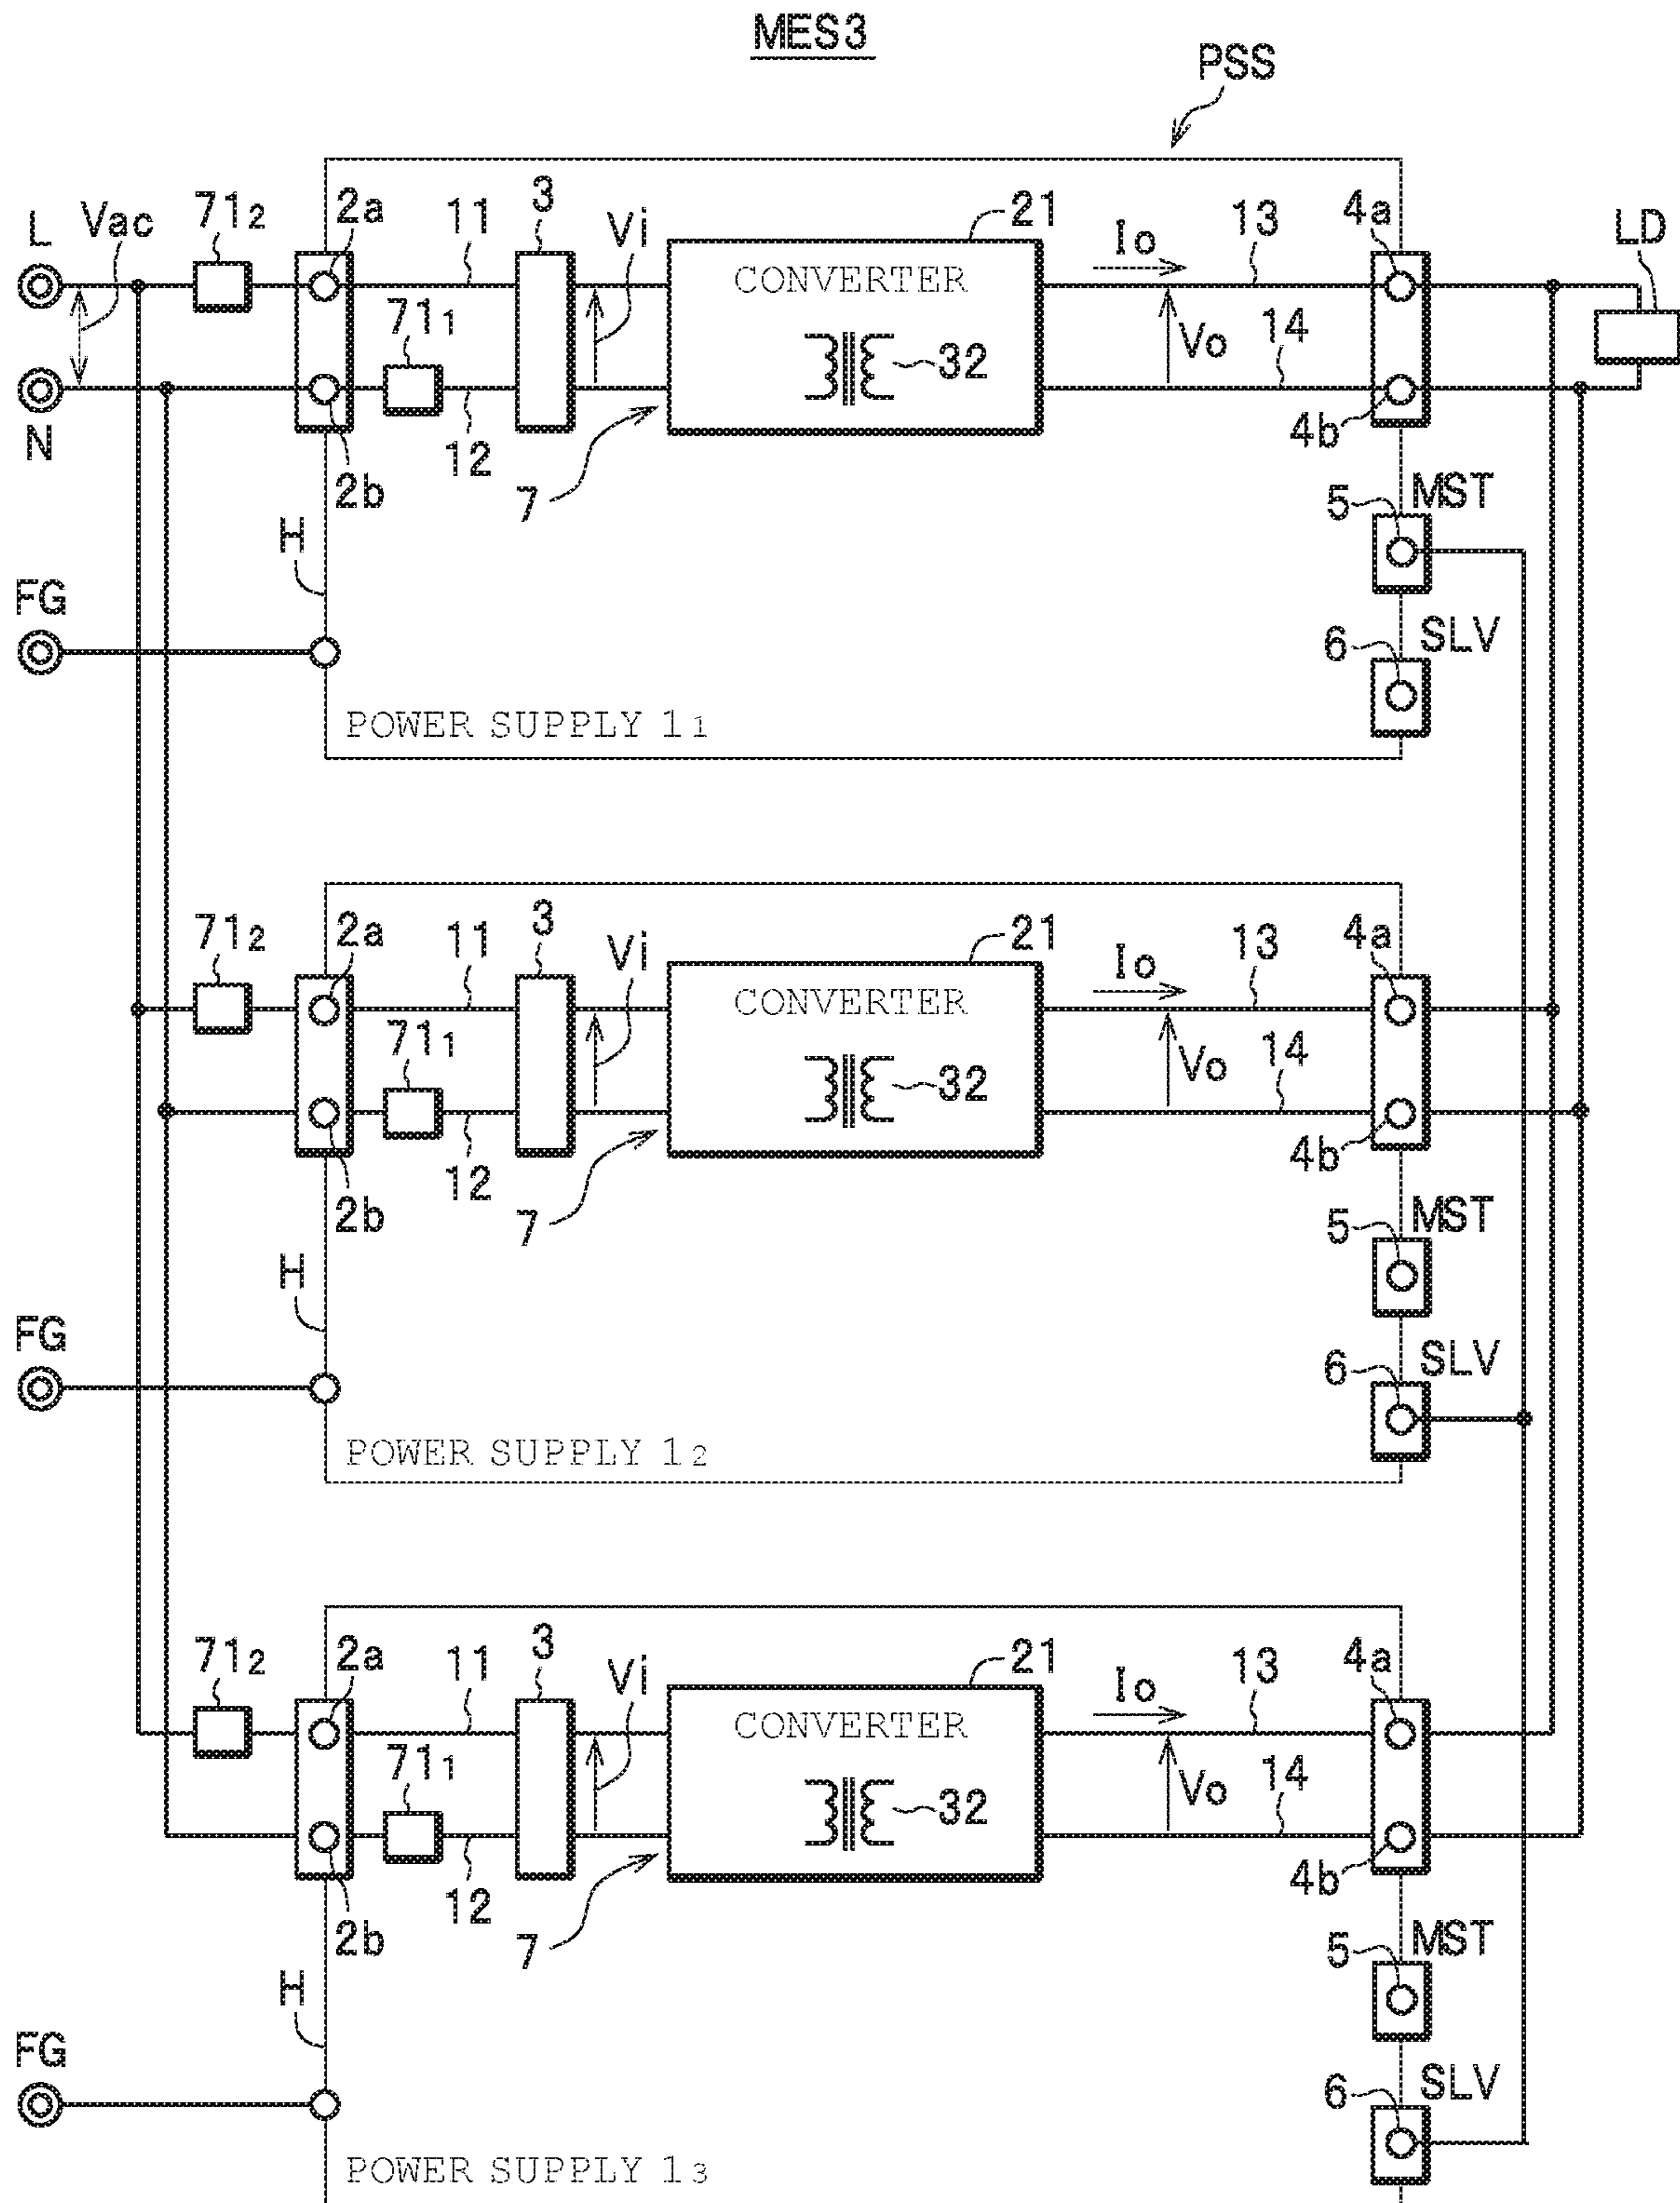 MES3
PSS
L
Vac
71₂
2a
11
3
Vi
21
Io
13
4a
LD
CONVERTER
71₁
32
Vo
14
N
2b
12
7
4b
H
5
MST
FG
6
SLV
POWER SUPPLY 1₁
71₂
2a
11
3
Vi
21
Io
13
4a
CONVERTER
71₁
32
Vo
14
2b
12
7
4b
H
5
MST
FG
6
SLV
POWER SUPPLY 1₂
71₂
2a
11
3
Vi
21
Io
13
4a
CONVERTER
71₁
32
Vo
14
2b
12
7
4b
H
5
MST
FG
6
SLV
POWER SUPPLY 1₃